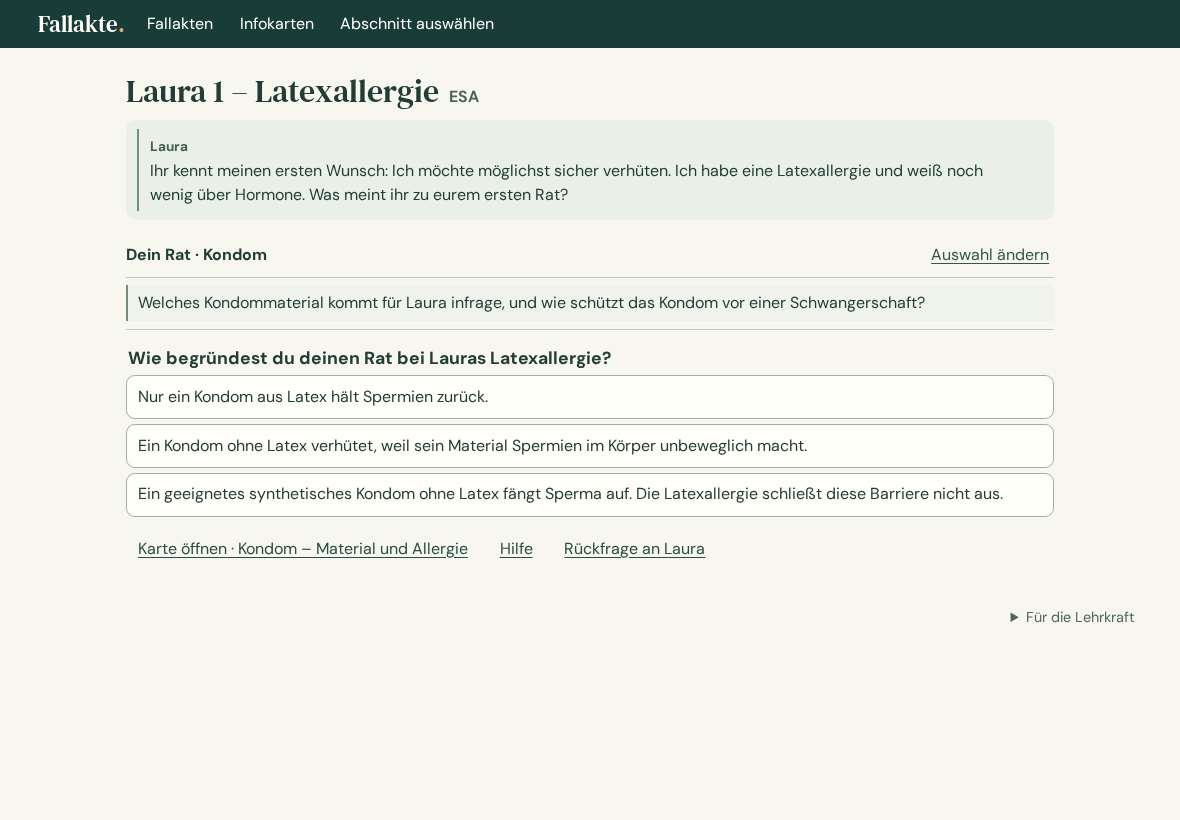 Fallakte.
Fallakten
Infokarten
Abschnitt auswählen
Laura 1 – Latexallergie ESA
Laura
Ihr kennt meinen ersten Wunsch: Ich möchte möglichst sicher verhüten. Ich habe eine Latexallergie und weiß noch
wenig über Hormone. Was meint ihr zu eurem ersten Rat?
Dein Rat · Kondom
Auswahl ändern
Welches Kondommaterial kommt für Laura infrage, und wie schützt das Kondom vor einer Schwangerschaft?
Wie begründest du deinen Rat bei Lauras Latexallergie?
Nur ein Kondom aus Latex hält Spermien zurück.
Ein Kondom ohne Latex verhütet, weil sein Material Spermien im Körper unbeweglich macht.
Ein geeignetes synthetisches Kondom ohne Latex fängt Sperma auf. Die Latexallergie schließt diese Barriere nicht aus.
Karte öffnen · Kondom – Material und Allergie
Hilfe
Rückfrage an Laura
Für die Lehrkraft